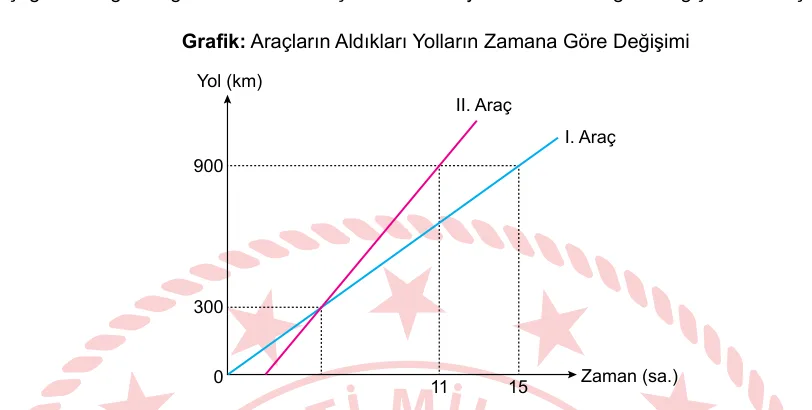 Grafik: Araçların Aldıkları Yolların Zamana Göre Değişimi
Yol (km)
II. Araç
I. Araç
900
300
0
11
15
Zaman (sa.)